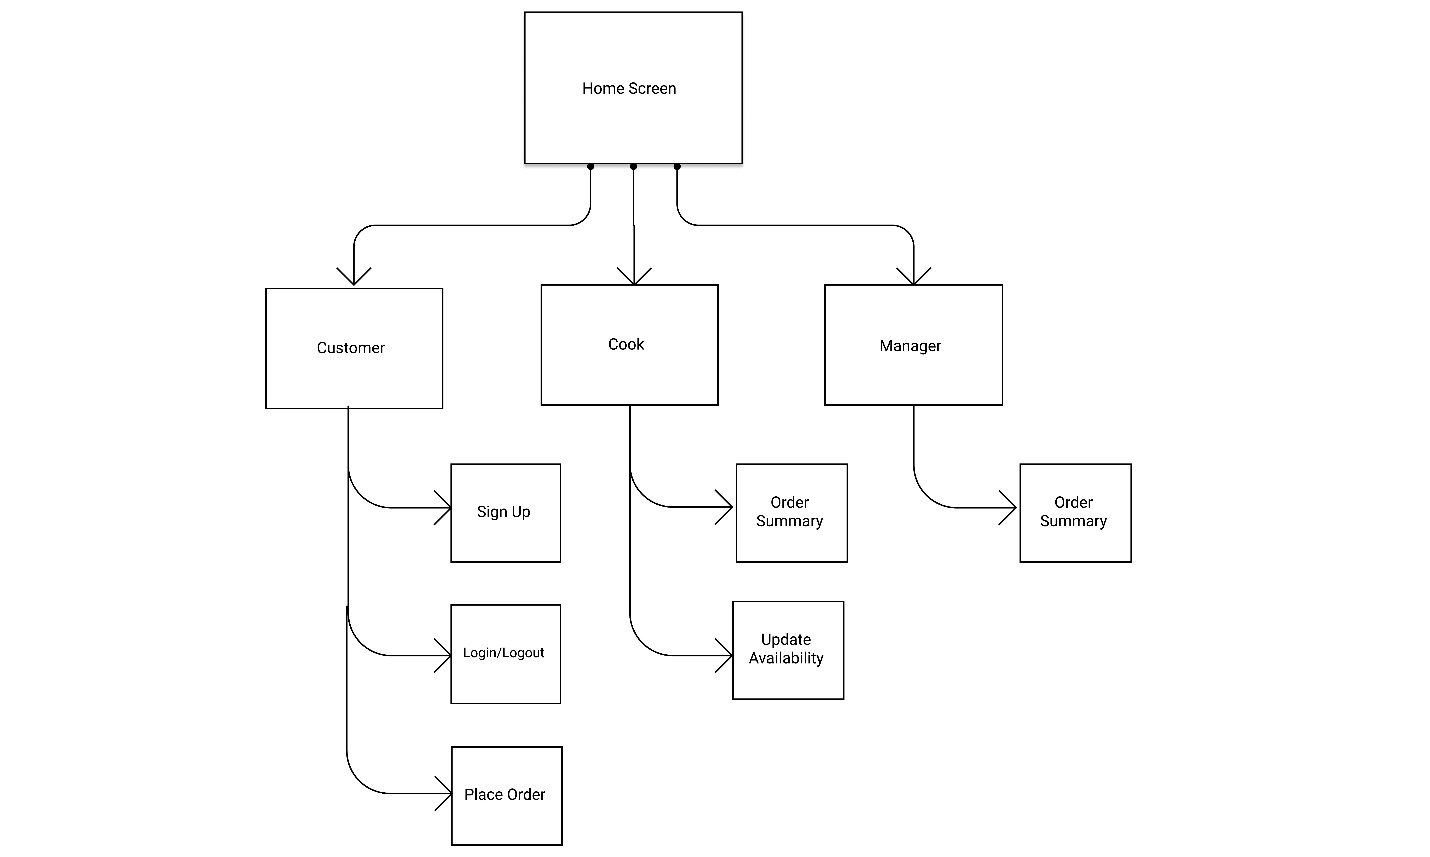 Home Screen
Customer
Cook
Manager
Sign Up
Order
Summary
Order
Summary
Login/Logout
Update
Availability
Place Order